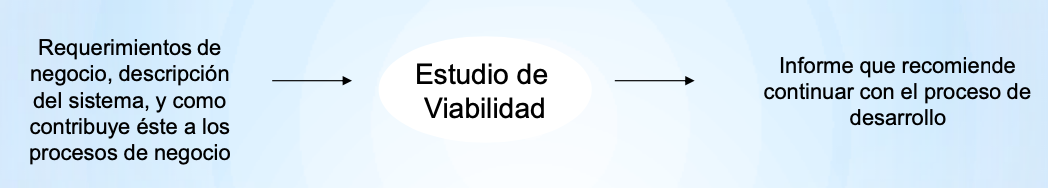 Requerimientos de
negocio, descripción
del sistema, y como
contribuye éste a los
procesos de negocio
Estudio de
Viabilidad
Informe que recomiende
continuar con el proceso de
desarrollo